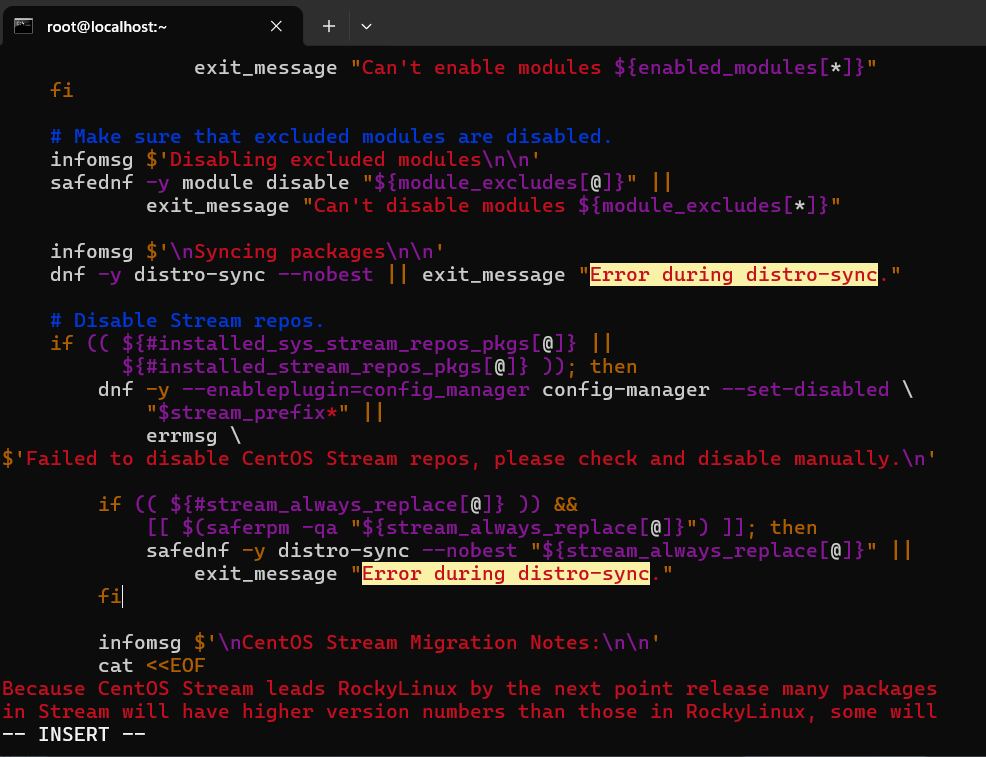 root@localhost:~
exit_message "Can't enable modules ${enabled_modules[*]}"
fi
# Make sure that excluded modules are disabled.
infomsg $'Disabling excluded modules\n\n'
safednf -y module disable "${module_excludes[@]}" ||
exit_message "Can't disable modules ${module_excludes[*]}"
infomsg $'\nSyncing packages\n\n'
dnf -y distro-sync --nobest || exit_message "Error during distro-sync."
# Disable Stream repos.
if (( ${#installed_sys_stream_repos_pkgs[@]} ||
${#installed_stream_repos_pkgs[@]} )); then
dnf -y --enableplugin=config_manager config-manager --set-disabled \
"$stream_prefix*" ||
errmsg \
$'Failed to disable CentOS Stream repos, please check and disable manually.\n'
if (( ${#stream_always_replace[@]} )) &&
[[ $(saferpm -qa "${stream_always_replace[@]}") ]]; then
safednf -y distro-sync --nobest "${stream_always_replace[@]}" ||
exit_message "Error during distro-sync."
fi
infomsg $'\nCentOS Stream Migration Notes:\n\n'
cat <<EOF
Because CentOS Stream leads RockyLinux by the next point release many packages
in Stream will have higher version numbers than those in RockyLinux, some will
-- INSERT --